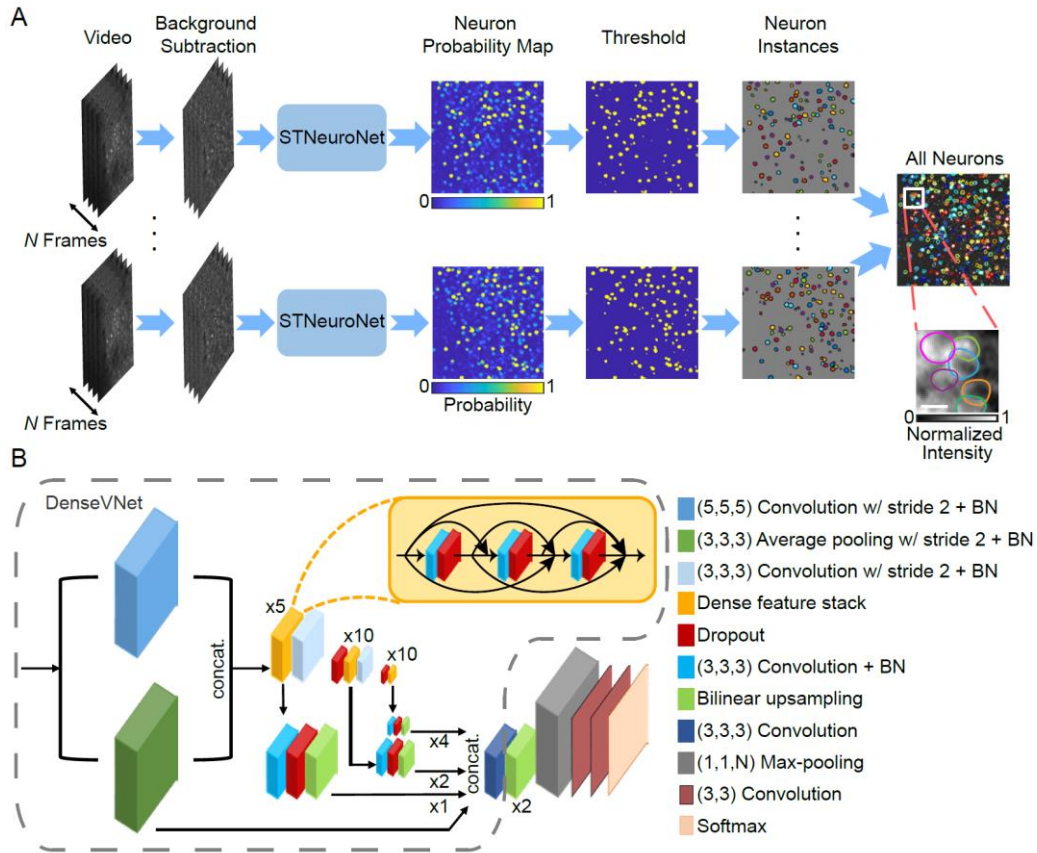 A
Video
Background
Subtraction
Neuron
Probability Map
Threshold
Neuron
Instances
STNeuroNet
0 1
N Frames
All Neurons
STNeuroNet
0 1
Probability
N Frames
0 1
Normalized
Intensity
B
DenseVNet
concat.
x5
x10
x10
x4
x2
x1
concat.
x2
(5,5,5) Convolution w/ stride 2 + BN
(3,3,3) Average pooling w/ stride 2 + BN
(3,3,3) Convolution w/ stride 2 + BN
Dense feature stack
Dropout
(3,3,3) Convolution + BN
Bilinear upsampling
(3,3,3) Convolution
(1,1,N) Max-pooling
(3,3) Convolution
Softmax